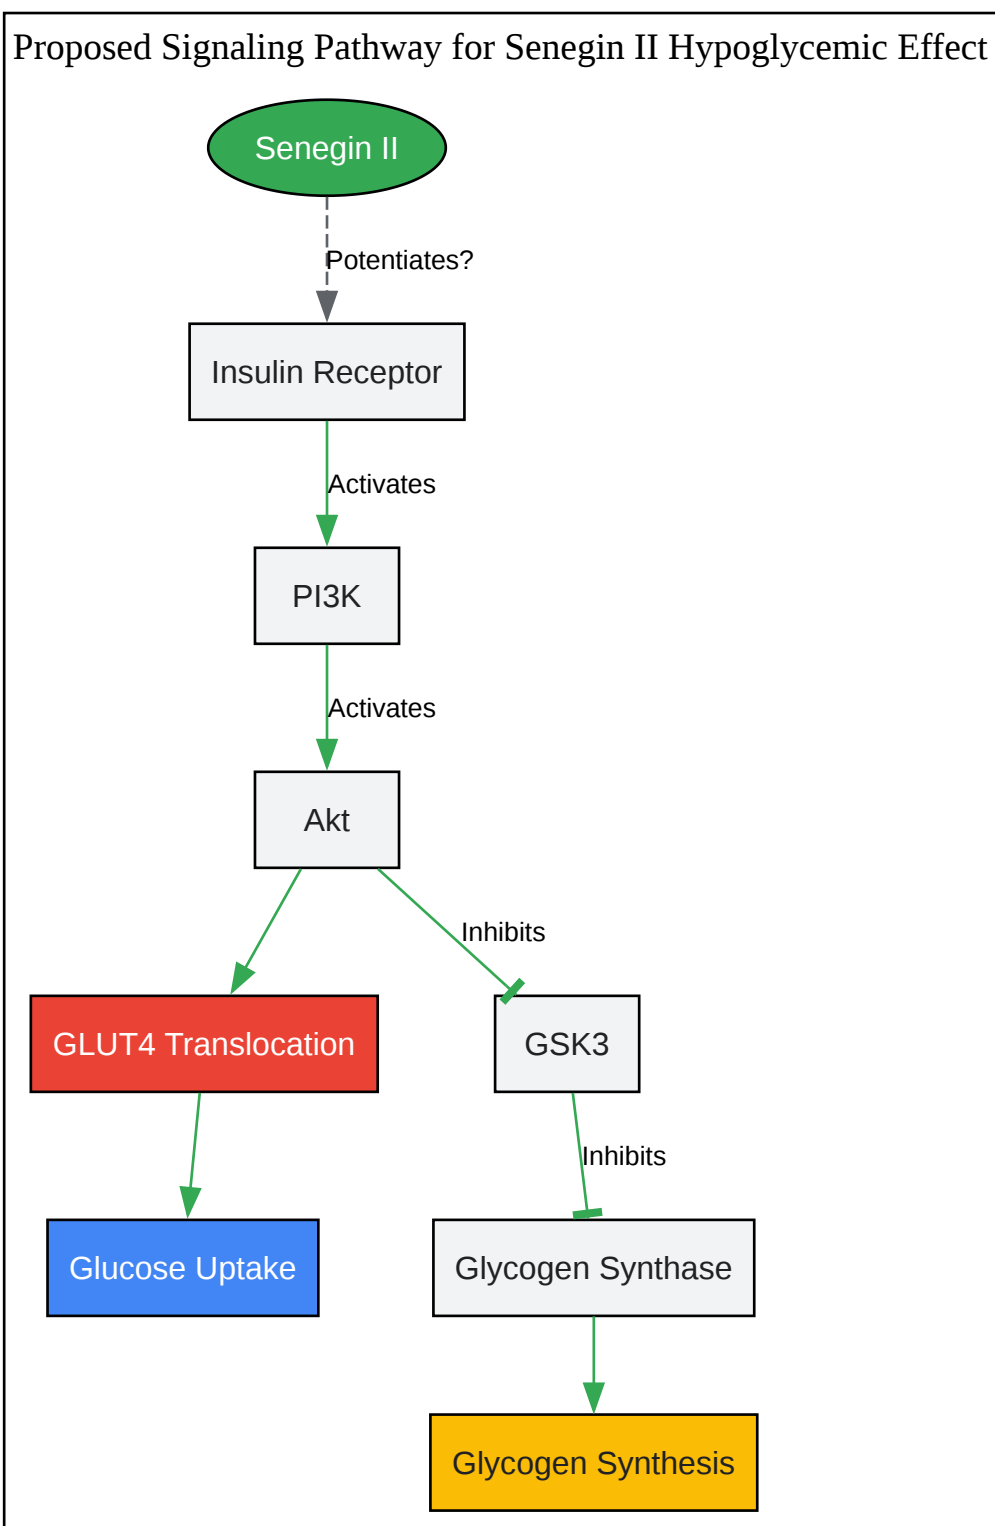 Proposed Signaling Pathway for Senegin II Hypoglycemic Effect
Senegin II
Potentiates?
Insulin Receptor
Activates
PI3K
Activates
Akt
Inhibits
GLUT4 Translocation
GSK3
Inhibits
Glucose Uptake
Glycogen Synthase
Glycogen Synthesis